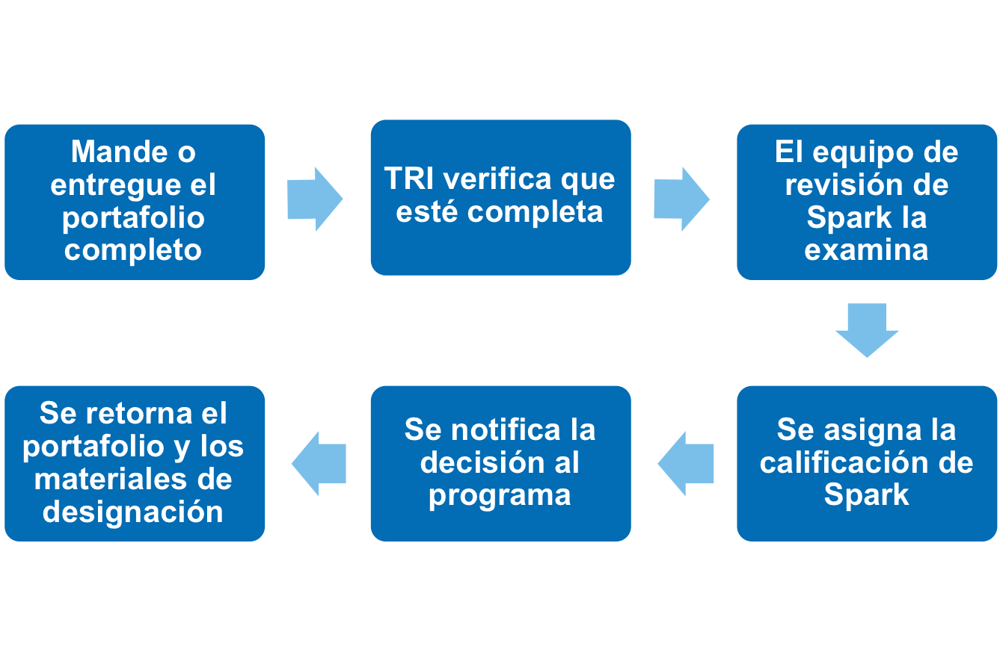 Mande o
entregue el
portafolio
completo
TRI verifica que
esté completa
El equipo de
revisión de
Spark la
examina
Se asigna la
calificación de
Spark
Se notifica la
decisión al
programa
Se retorna el
portafolio y los
materiales de
designación